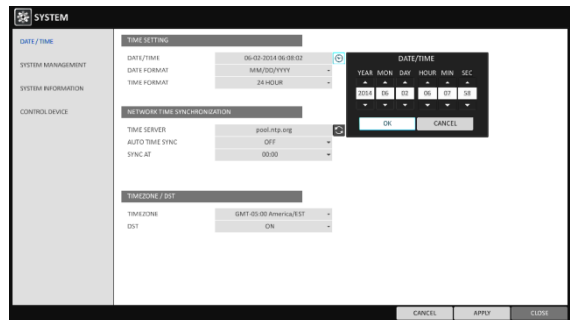 SYSTEM
DATE / TIME
SYSTEM MANAGEMENT
SYSTEM INFORMATION
CONTROL DEVICE
TIME SETTING
DATE/TIME 06-02-2014 06:08:02
DATE FORMAT MM/DD/YYYY
TIME FORMAT 24 HOUR
DATE/TIME
YEAR MON DAY HOUR MIN SEC
2014 06 02 06 07 58
OK CANCEL
NETWORK TIME SYNCHRONIZATION
TIME SERVER pool.ntp.org
AUTO TIME SYNC OFF
SYNC AT 00:00
TIMEZONE / DST
TIMEZONE GMT-05:00 America/EST
DST ON
CANCEL APPLY CLOSE